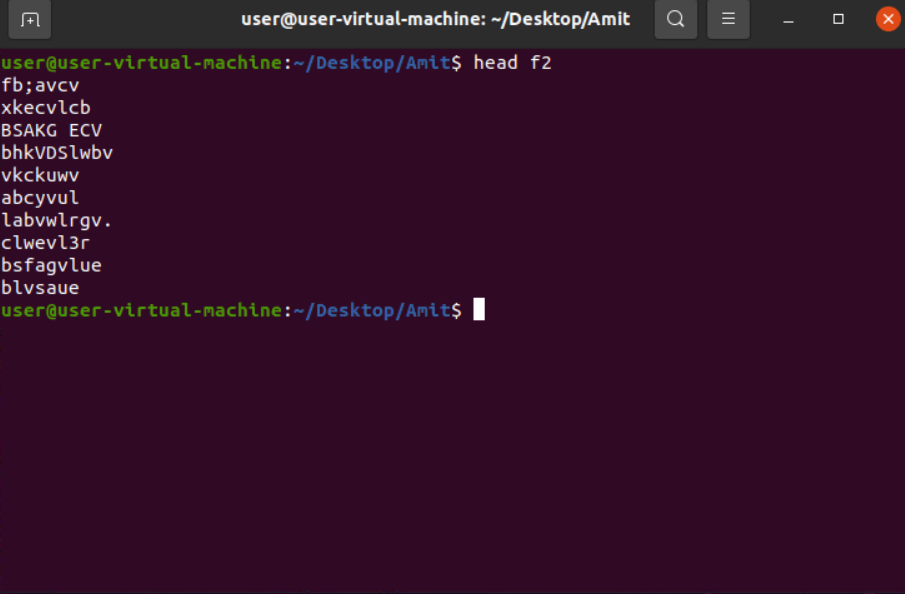 user@user-virtual-machine: ~/Desktop/Amit
user@user-virtual-machine:~/Desktop/Amit$ head f2
fb;avcv
xkecvlcb
BSAKG ECV
bhkVDSlwbv
vkckuwv
abcyvul
labvwlrgv.
clwevl3r
bsfagvlue
blvsaue
user@user-virtual-machine:~/Desktop/Amit$